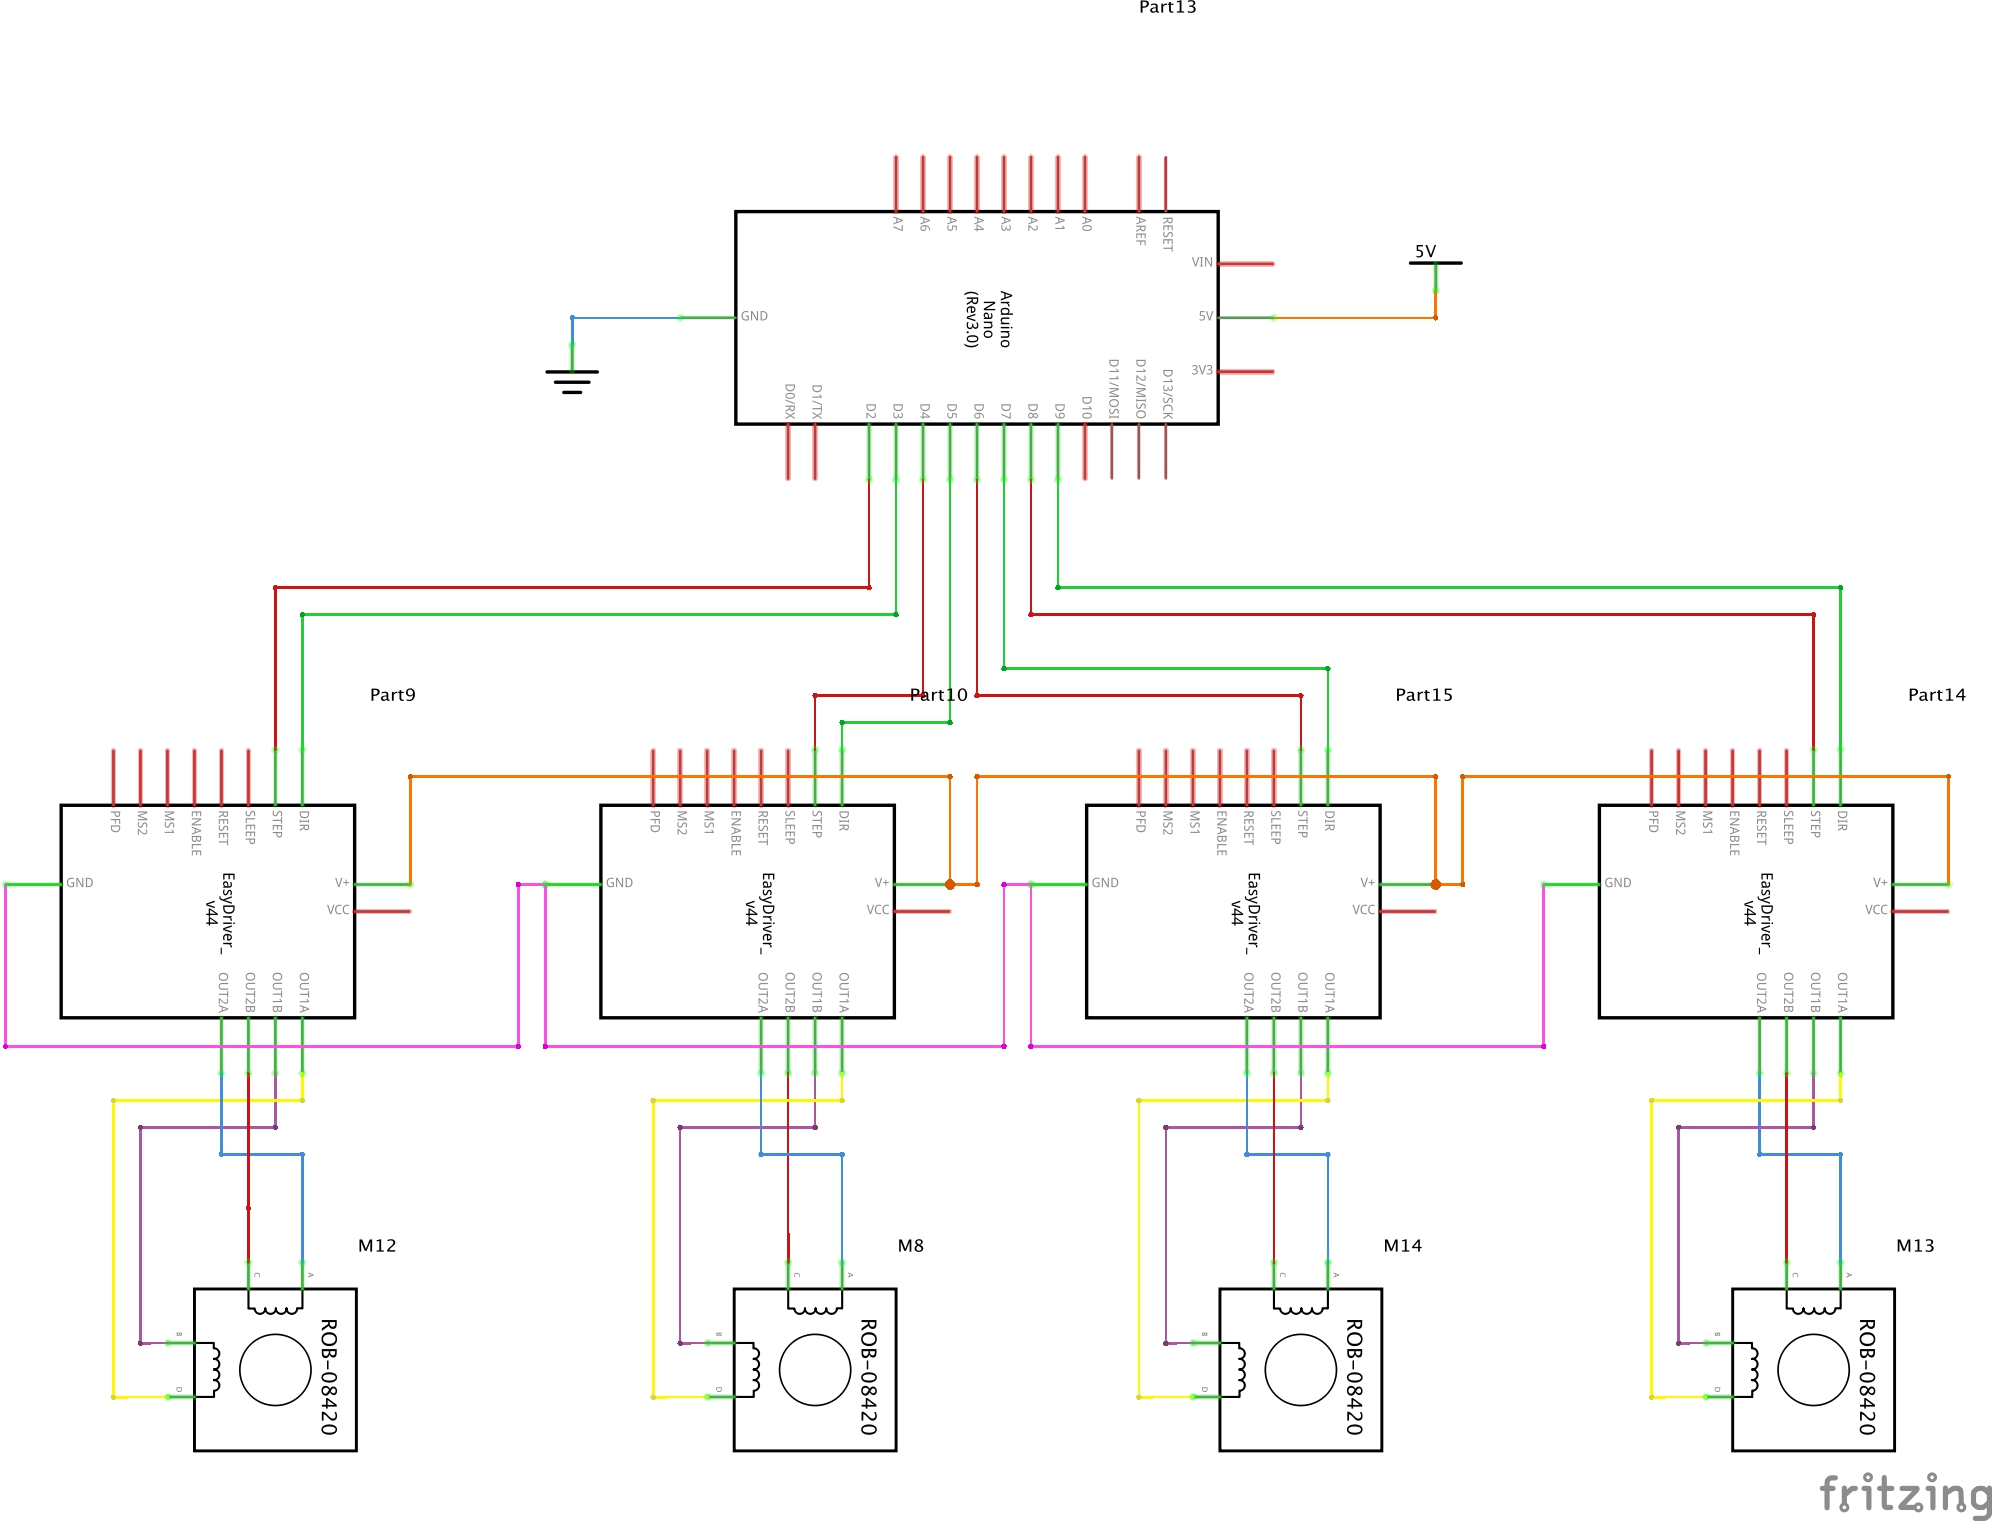 Part13
A7
A6
A5
A4
A3
A2
A1
A0
AREF
RESET
VIN
5V
3V3
5V
GND
Arduino
Nano
(Rev3.0)
D0/RX
D1/TX
D2
D3
D4
D5
D6
D7
D8
D9
D10
D11/MOSI
D12/MISO
D13/SCK
Part9
PFD
MS2
MS1
ENABLE
RESET
SLEEP
STEP
DIR
GND
V+
VCC
EasyDriver_
v44
OUT2A
OUT2B
OUT1B
OUT1A
Part10
PFD
MS2
MS1
ENABLE
RESET
SLEEP
STEP
DIR
GND
V+
VCC
EasyDriver_
v44
OUT2A
OUT2B
OUT1B
OUT1A
Part15
PFD
MS2
MS1
ENABLE
RESET
SLEEP
STEP
DIR
GND
V+
VCC
EasyDriver_
v44
OUT2A
OUT2B
OUT1B
OUT1A
Part14
PFD
MS2
MS1
ENABLE
RESET
SLEEP
STEP
DIR
GND
V+
VCC
EasyDriver_
v44
OUT2A
OUT2B
OUT1B
OUT1A
M12
C
A
B
D
ROB-08420
M8
C
A
B
D
ROB-08420
M14
C
A
B
D
ROB-08420
M13
C
A
B
D
ROB-08420
fritzing